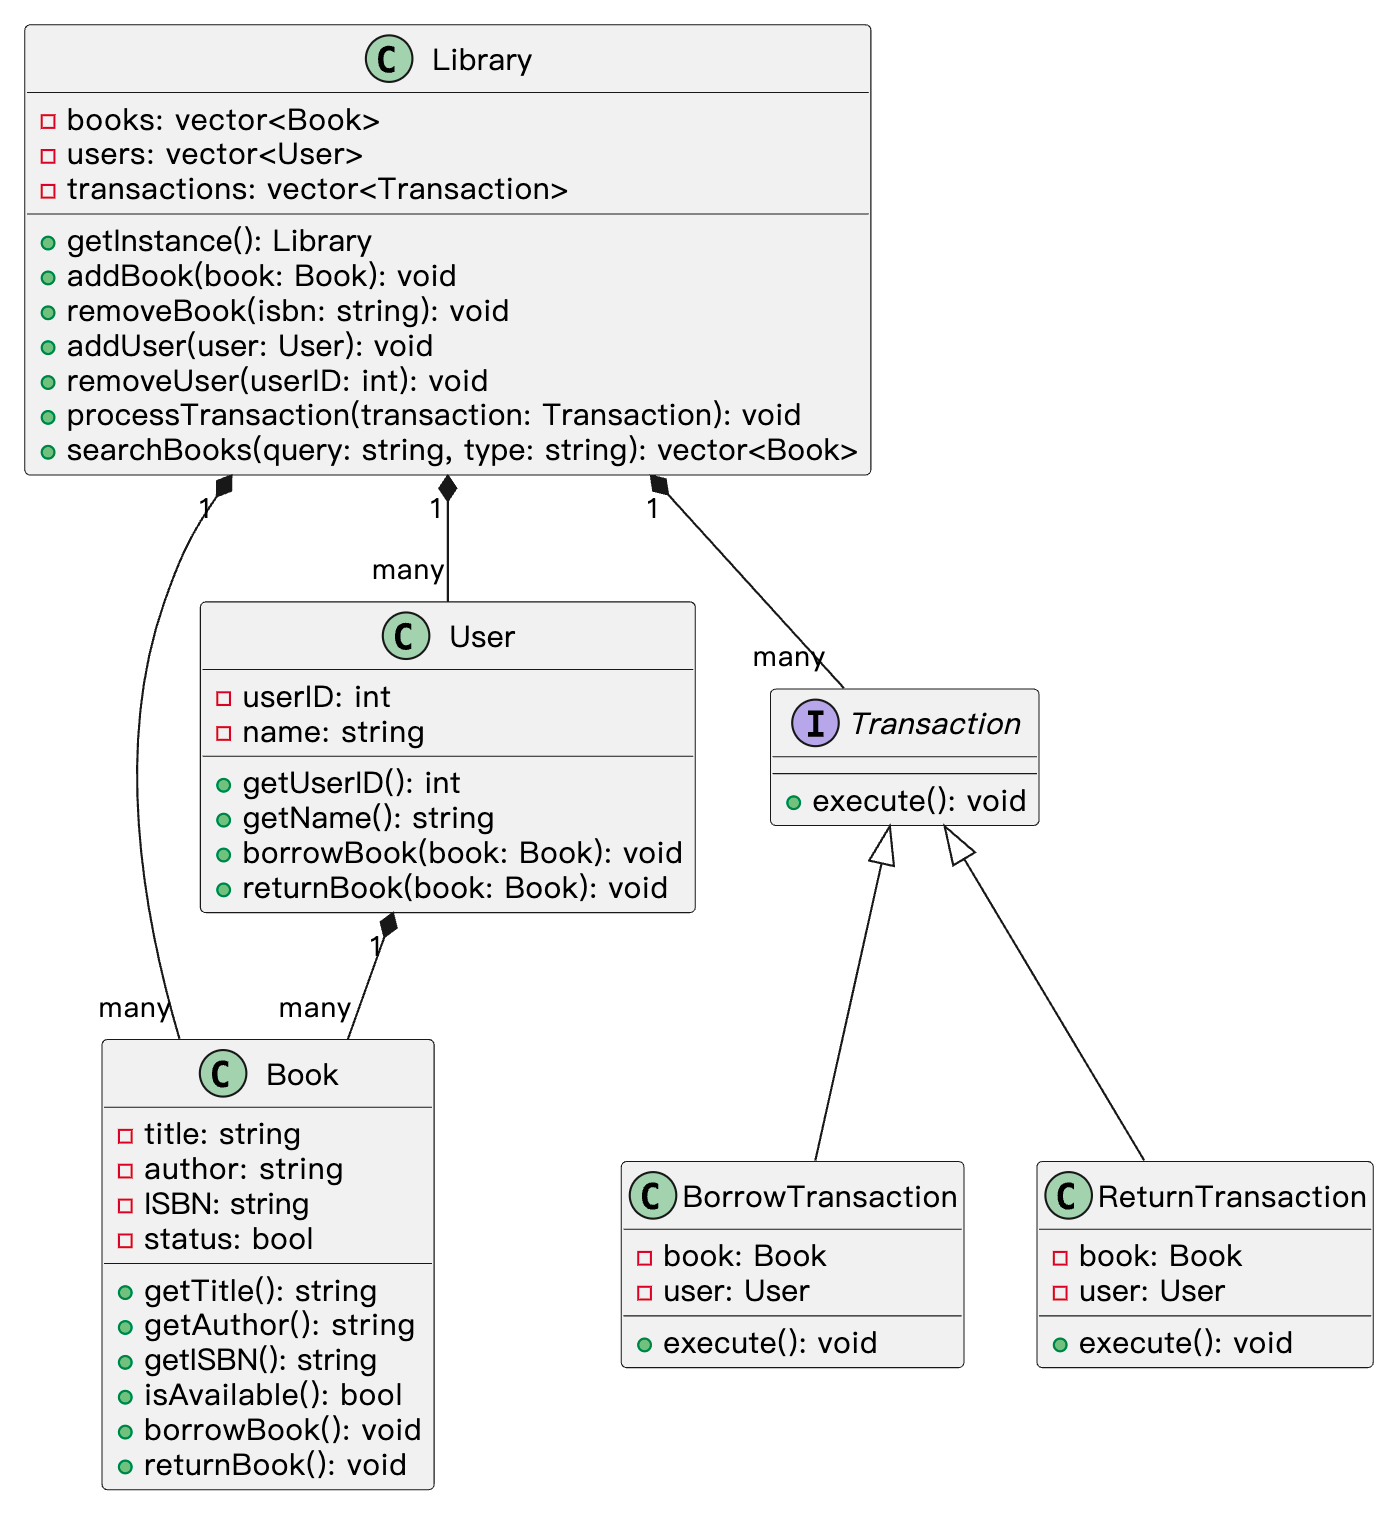 C Library
books: vector<Book>
users: vector<User>
transactions: vector<Transaction>
getInstance(): Library
addBook(book: Book): void
removeBook(isbn: string): void
addUser(user: User): void
removeUser(userID: int): void
processTransaction(transaction: Transaction): void
searchBooks(query: string, type: string): vector<Book>
1
1
1
many
many
C User
userID: int
name: string
getUserID(): int
getName(): string
borrowBook(book: Book): void
returnBook(book: Book): void
I Transaction
execute(): void
1
many
many
C Book
title: string
author: string
ISBN: string
status: bool
getTitle(): string
getAuthor(): string
getISBN(): string
isAvailable(): bool
borrowBook(): void
returnBook(): void
C BorrowTransaction
book: Book
user: User
execute(): void
C ReturnTransaction
book: Book
user: User
execute(): void